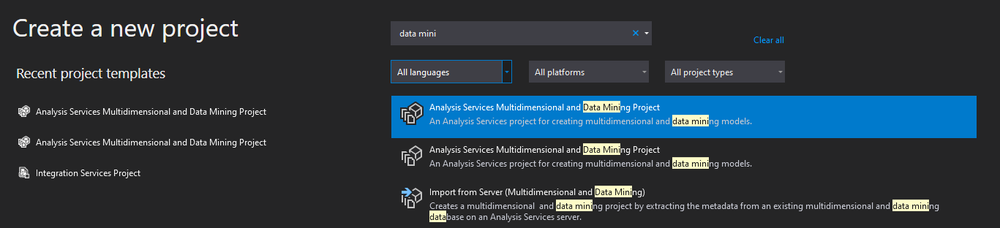 Create a new project
Recent project templates
Analysis Services Multidimensional and Data Mining Project
Analysis Services Multidimensional and Data Mining Project
Integration Services Project
data mini
Clear all
All languages
All platforms
All project types
Analysis Services Multidimensional and Data Mining Project
An Analysis Services project for creating multidimensional and data mining models.
Analysis Services Multidimensional and Data Mining Project
An Analysis Services project for creating multidimensional and data mining models.
Import from Server (Multidimensional and Data Mining)
Creates a multidimensional and data mining project by extracting the metadata from an existing multidimensional and data mining
database on an Analysis Services server.